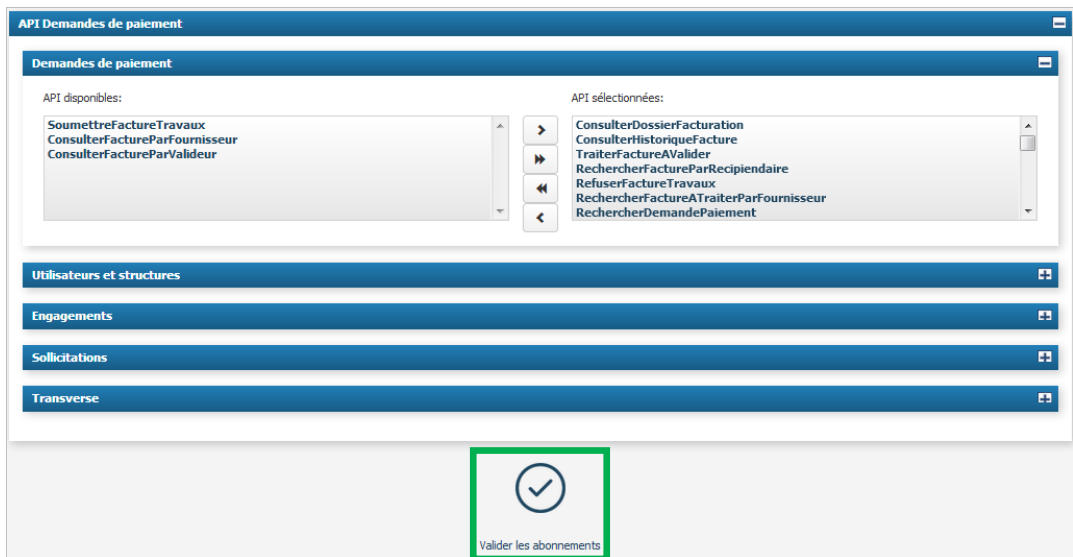 API Demandes de paiement
Demandes de paiement
API disponibles:
API sélectionnées:
SoumettreFactureTravaux
ConsulterFactureParFournisseur
ConsulterFactureParValideur
ConsulterDossierFacturation
ConsulterHistoriqueFacture
TraiterFactureAValider
RechercherFactureParRecipiendaire
RefuserFactureTravaux
RechercherFactureATraiterParFournisseur
RechercherDemandePaiement
Utilisateurs et structures
Engagements
Sollicitations
Transverse
Valider les abonnements